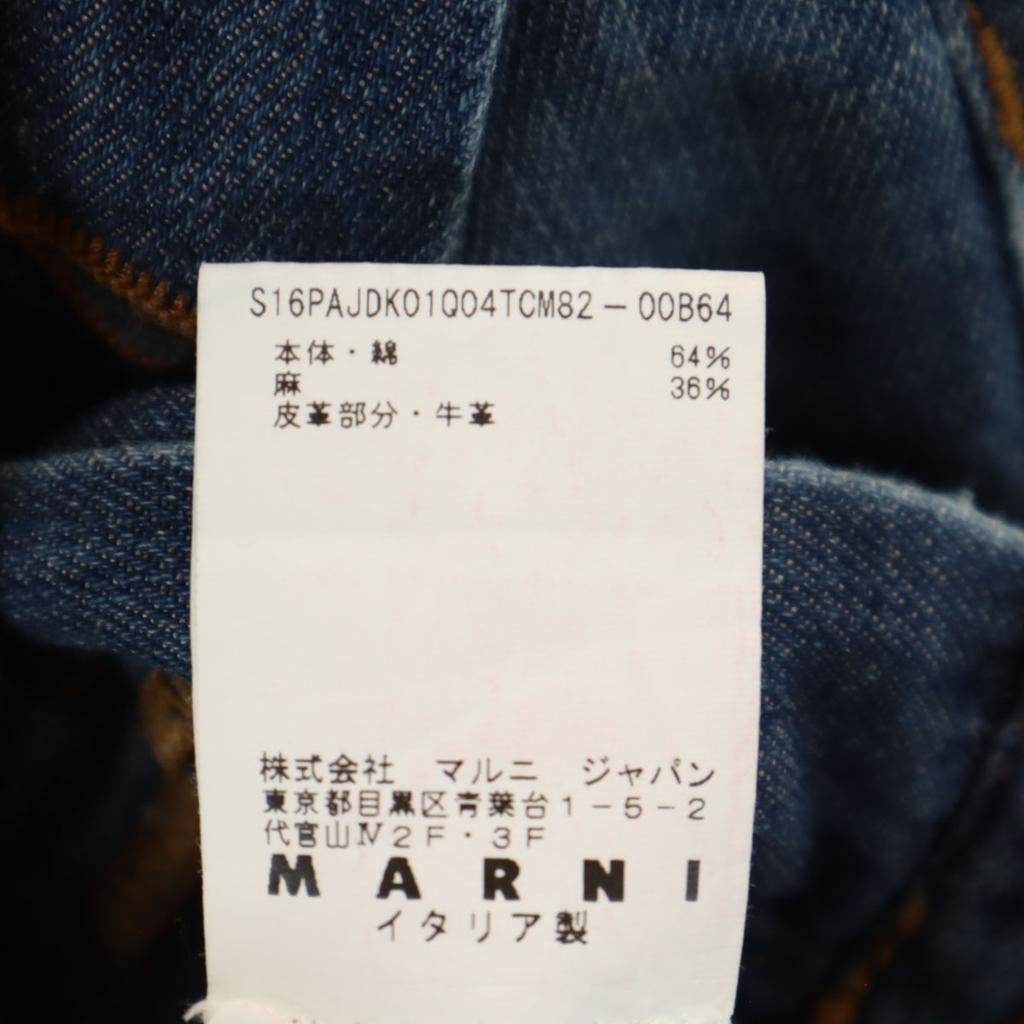 S16PAJDK01Q04TCM82-00B64
本体・綿 64%
麻 36%
皮革部分・牛革
株式会社 マルニ ジャパン
東京都目黒区青葉台1-5-2
代官山Ⅳ2F・3F
MARNI
イタリア製